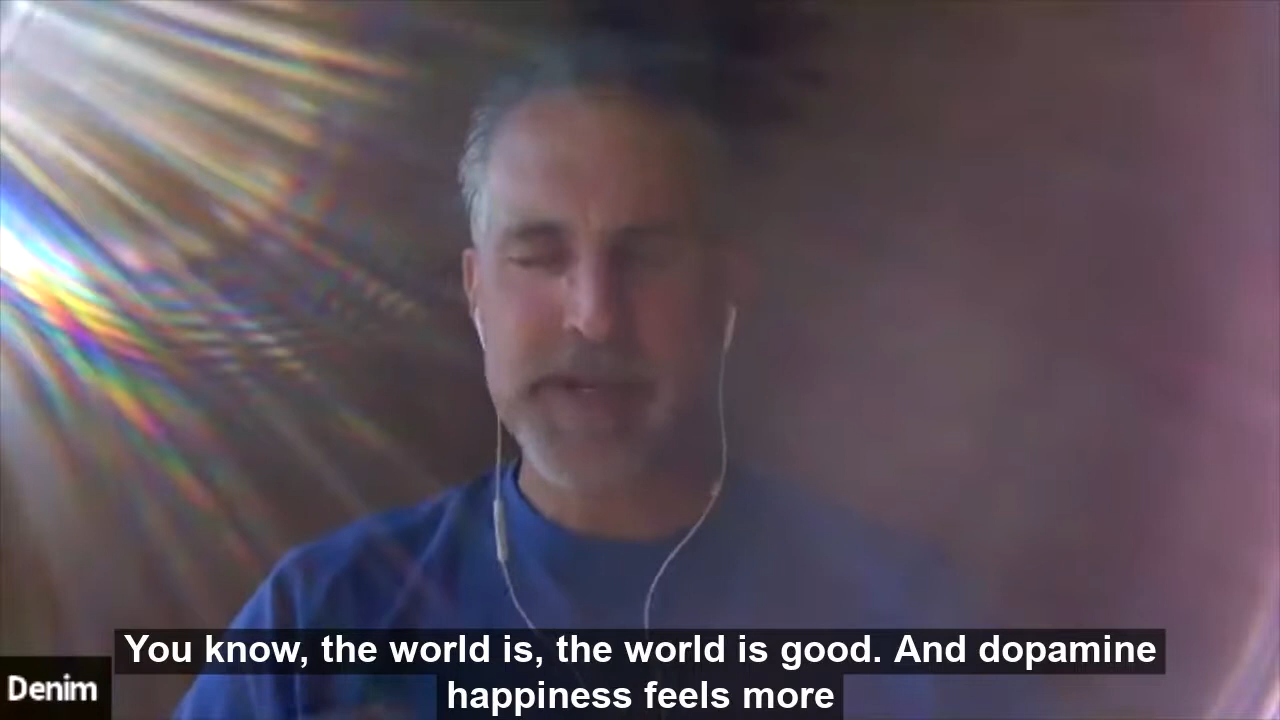 You know, the world is, the world is good. And dopamine
happiness feels more
Denim